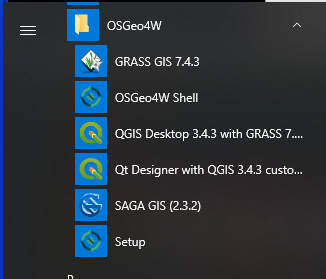 OSGeo4W
GRASS GIS 7.4.3
OSGeo4W Shell
QGIS Desktop 3.4.3 with GRASS 7....
Qt Designer with QGIS 3.4.3 custo...
SAGA GIS (2.3.2)
Setup